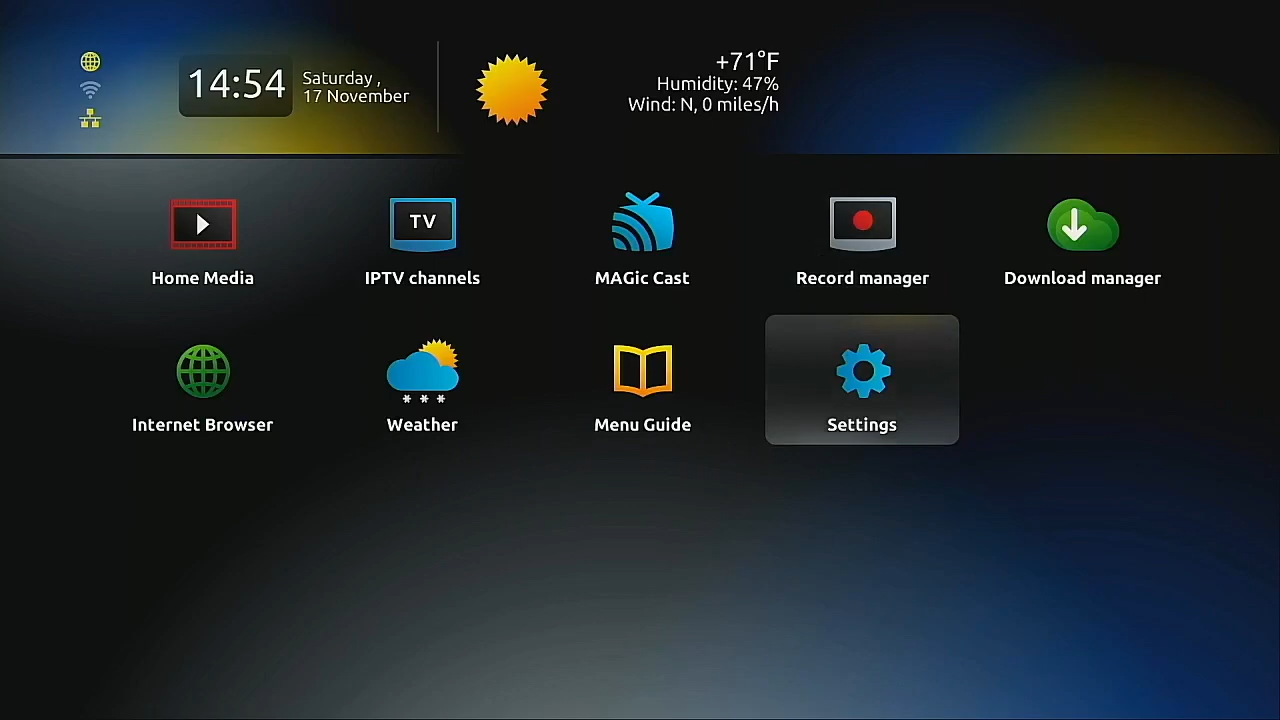 14:54
Saturday ,
17 November
+71°F
Humidity: 47%
Wind: N, 0 miles/h
TV
Home Media
IPTV channels
MAGic Cast
Record manager
Download manager
Internet Browser
Weather
Menu Guide
Settings